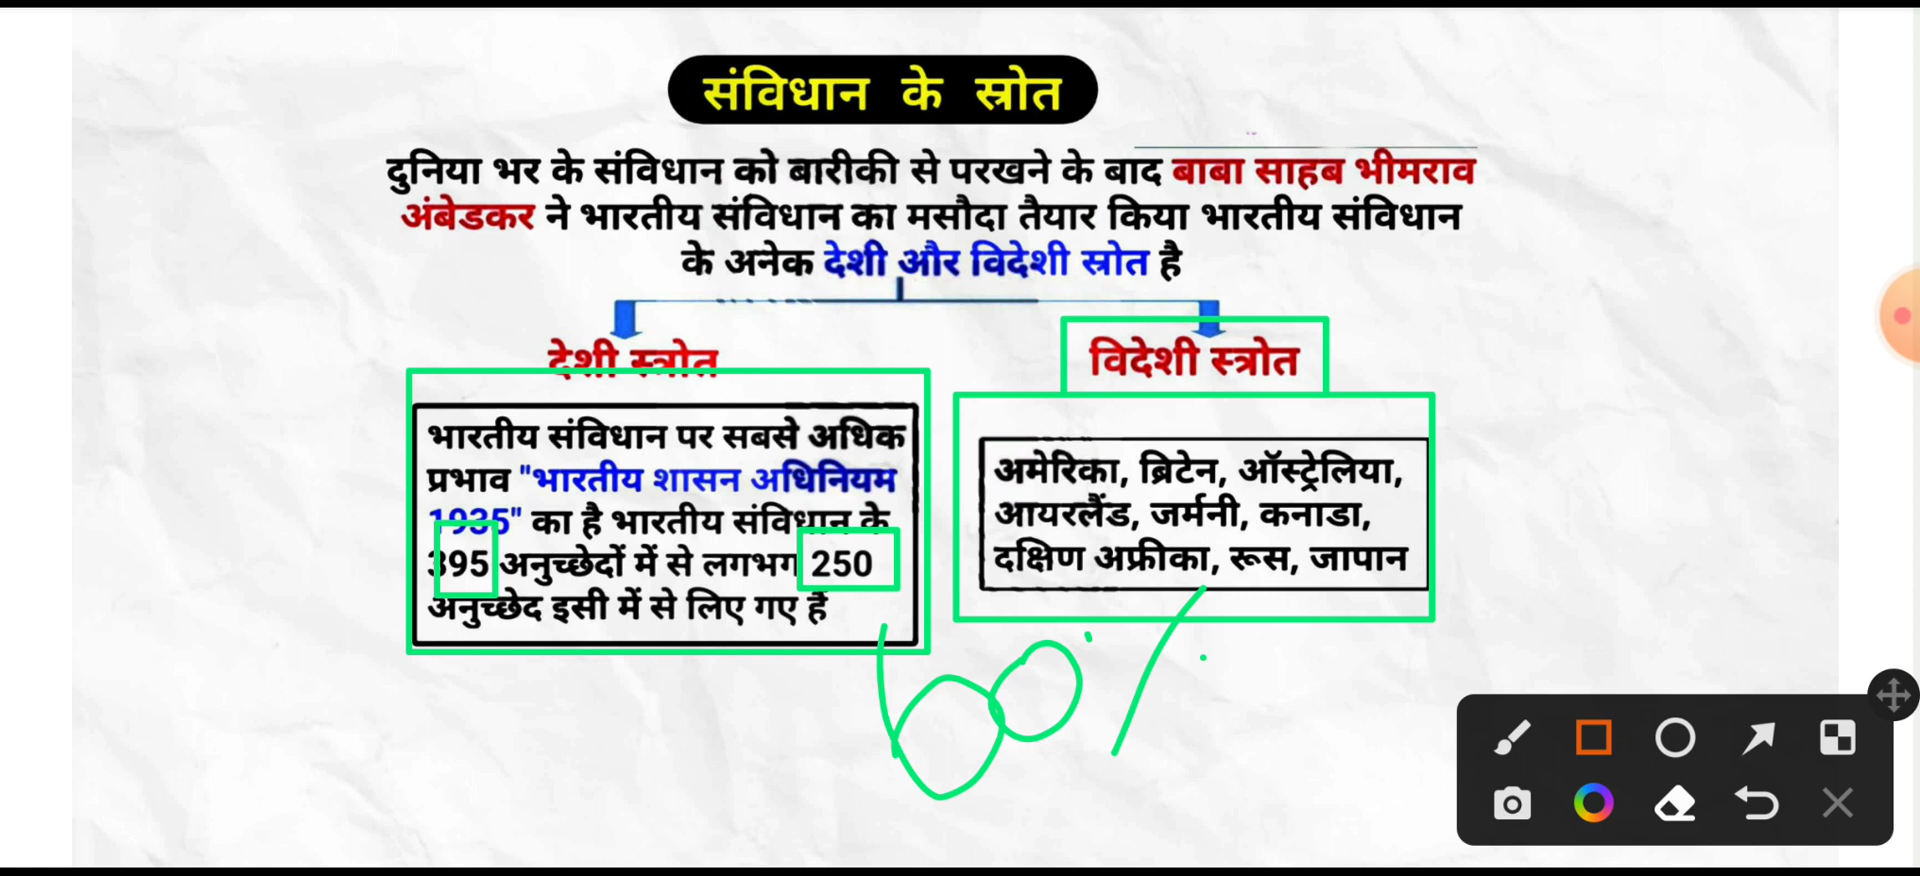 संविधान के स्रोत
दुनिया भर के संविधान को बारीकी से परखने के बाद बाबा साहब भीमराव
अंबेडकर ने भारतीय संविधान का मसौदा तैयार किया भारतीय संविधान
के अनेक देशी और विदेशी स्रोत है
देशी स्त्रोत
भारतीय संविधान पर सबसे अधिक
प्रभाव "भारतीय शासन अधिनियम
1935" का है भारतीय संविधान के
395 अनुच्छेदों में से लगभग 250
अनुच्छेद इसी में से लिए गए हैं
विदेशी स्त्रोत
अमेरिका, ब्रिटेन, ऑस्ट्रेलिया,
आयरलैंड, जर्मनी, कनाडा,
दक्षिण अफ्रीका, रूस, जापान
60%